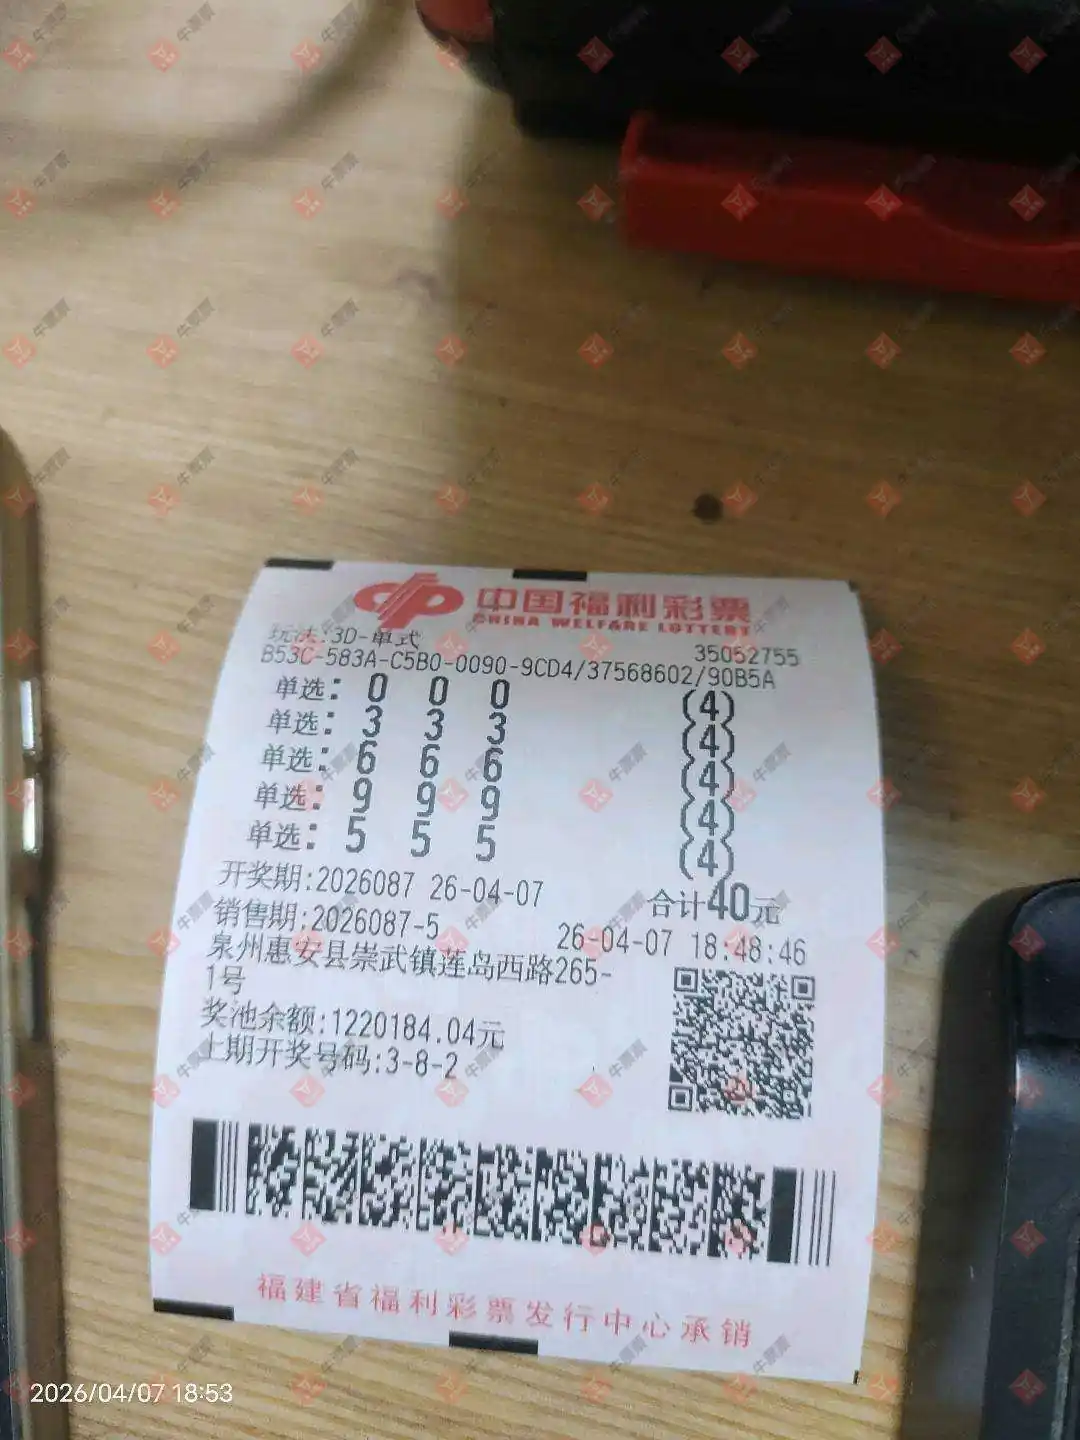 中国福利彩票
CHINA WELFARE LOTTERY
玩法:3D-单式 35052755
B53C-583A-C5B0-0090-9CD4/37568602/90B5A
单选: 0 0 0 (4)
单选: 3 3 3 (4)
单选: 6 6 6 (4)
单选: 9 9 9 (4)
单选: 5 5 5 (4)
开奖期:2026087 26-04-07 合计40元
销售期:2026087-5 26-04-07 18:48:46
泉州惠安县崇武镇莲岛西路265-
1号
奖池余额:1220184.04元
上期开奖号码:3-8-2
福建省福利彩票发行中心承销
2026/04/07 18:53